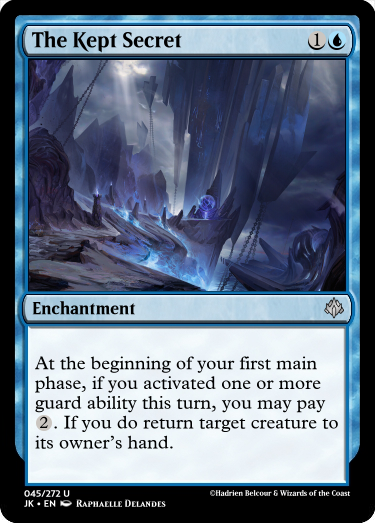 The Kept Secret 1
Enchantment
At the beginning of your first main
phase, if you activated one or more
guard ability this turn, you may pay
2. If you do return target creature to
its owner's hand.
045/272 U
©Hadrien Belcour & Wizards of the Coast
JK • EN Raphaelle Delandes